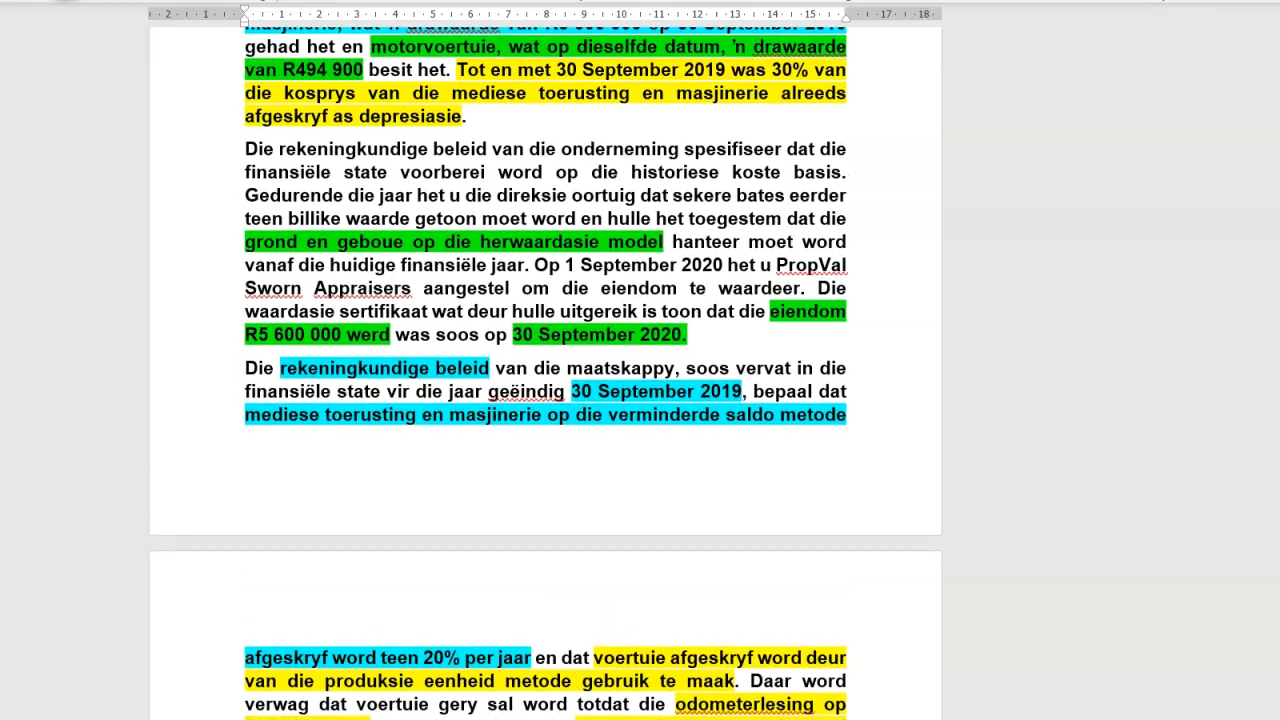 2 1 1 2 3 4 5 6 7 8 9 10 11 12 13 14 15 17 18
gehad het en motorvoertuie, wat op dieselfde datum, 'n drawaarde
van R494 900 besit het. Tot en met 30 September 2019 was 30% van
die kosprys van die mediese toerusting en masjinerie alreeds
afgeskryf as depresiasie.
Die rekeningkundige beleid van die onderneming spesifiseer dat die
finansiële state voorberei word op die historiese koste basis.
Gedurende die jaar het u die direksie oortuig dat sekere bates eerder
teen billike waarde getoon moet word en hulle het toegestem dat die
grond en geboue op die herwaardasie model hanteer moet word
vanaf die huidige finansiële jaar. Op 1 September 2020 het u PropVal
Sworn Appraisers aangestel om die eiendom te waardeer. Die
waardasie sertifikaat wat deur hulle uitgereik is toon dat die eiendom
R5 600 000 werd was soos op 30 September 2020.
Die rekeningkundige beleid van die maatskappy, soos vervat in die
finansiële state vir die jaar geëindig 30 September 2019, bepaal dat
mediese toerusting en masjinerie op die verminderde saldo metode
afgeskryf word teen 20% per jaar en dat voertuie afgeskryf word deur
van die produksie eenheid metode gebruik te maak. Daar word
verwag dat voertuie gery sal word totdat die odometerlesing op